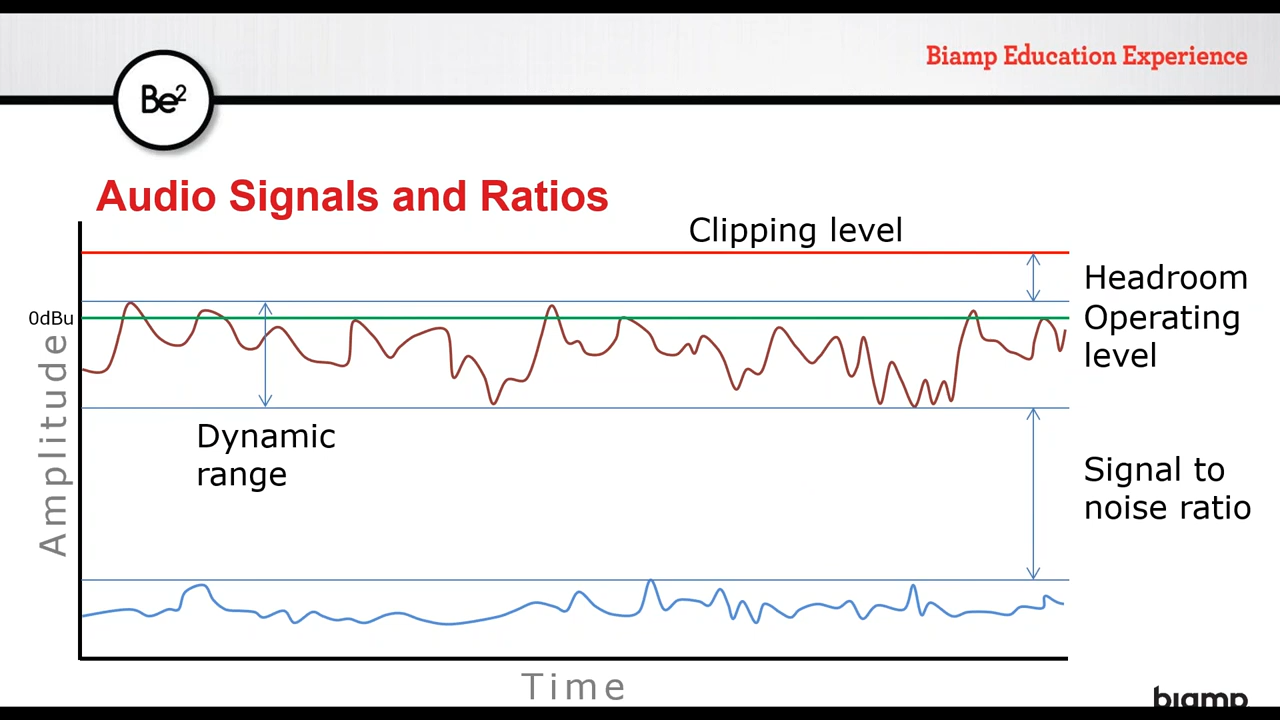 Biamp Education Experience
Be²
Audio Signals and Ratios
Clipping level
Headroom
0dBu
Operating
level
Amplitude
Dynamic
range
Signal to
noise ratio
Time
biamp